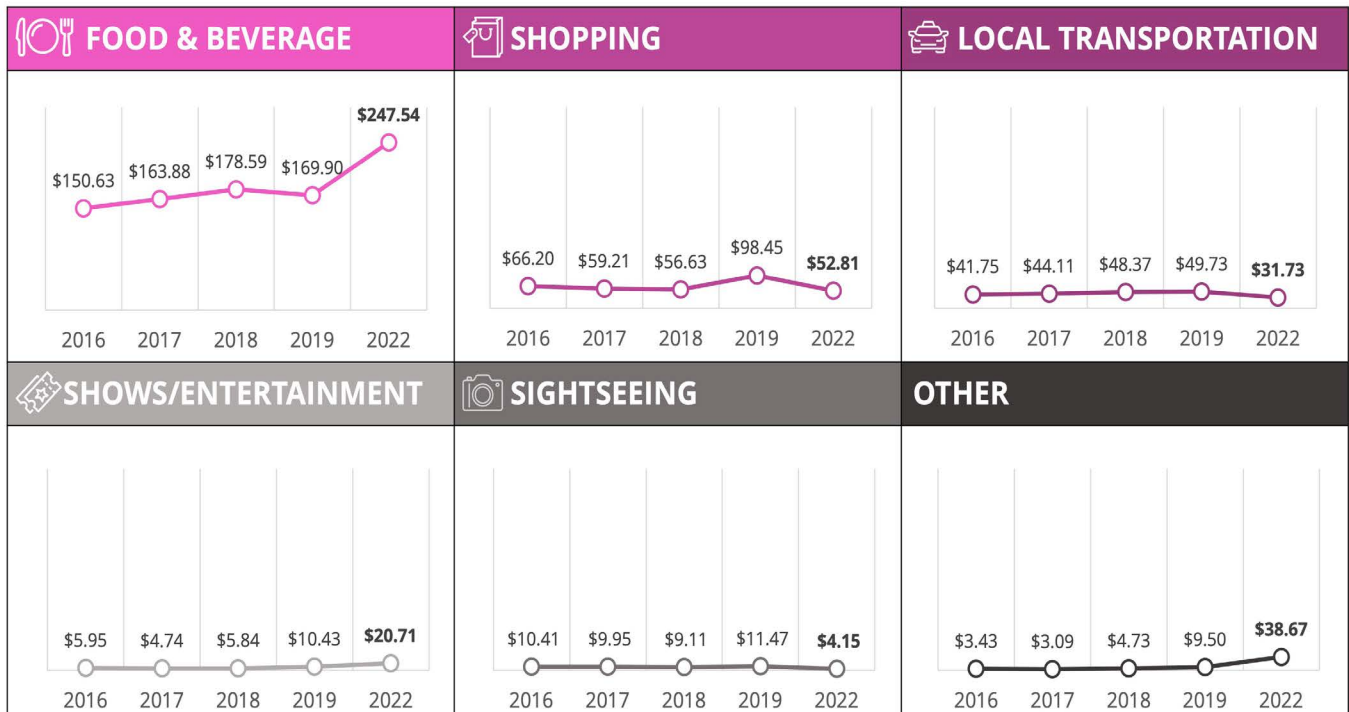 FOOD & BEVERAGE
$150.63
$163.88
$178.59
$169.90
$247.54
2016 2017 2018 2019 2022
SHOPPING
$66.20
$59.21
$56.63
$98.45
$52.81
2016 2017 2018 2019 2022
LOCAL TRANSPORTATION
$41.75
$44.11
$48.37
$49.73
$31.73
2016 2017 2018 2019 2022
SHOWS/ENTERTAINMENT
$5.95
$4.74
$5.84
$10.43
$20.71
2016 2017 2018 2019 2022
SIGHTSEEING
$10.41
$9.95
$9.11
$11.47
$4.15
2016 2017 2018 2019 2022
OTHER
$3.43
$3.09
$4.73
$9.50
$38.67
2016 2017 2018 2019 2022